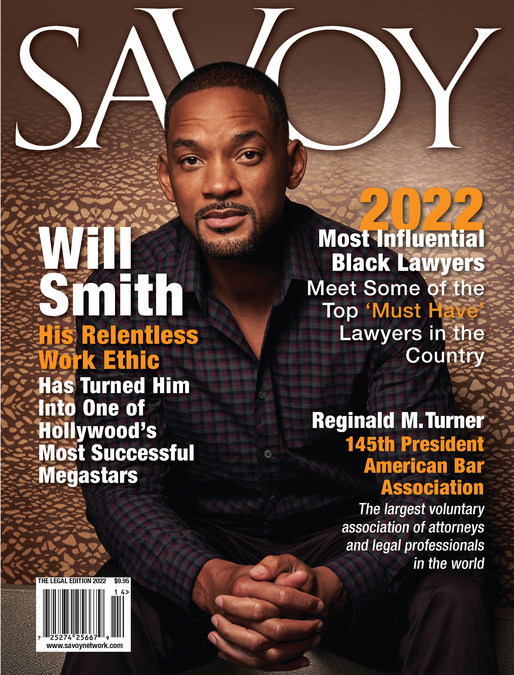 SAVOY
Will
Smith
His Relentless
Work Ethic
Has Turned Him
Into One of
Hollywood's
Most Successful
Megastars
2022
Most Influential
Black Lawyers
Meet Some of the
Top ‘Must Have’
Lawyers in the
Country
Reginald M. Turner
145th President
American Bar
Association
The largest voluntary
association of attorneys
and legal professionals
in the world
THE LEGAL EDITION 2022 $9.95
14>
7 25274 25667 9
www.savoynetwork.com